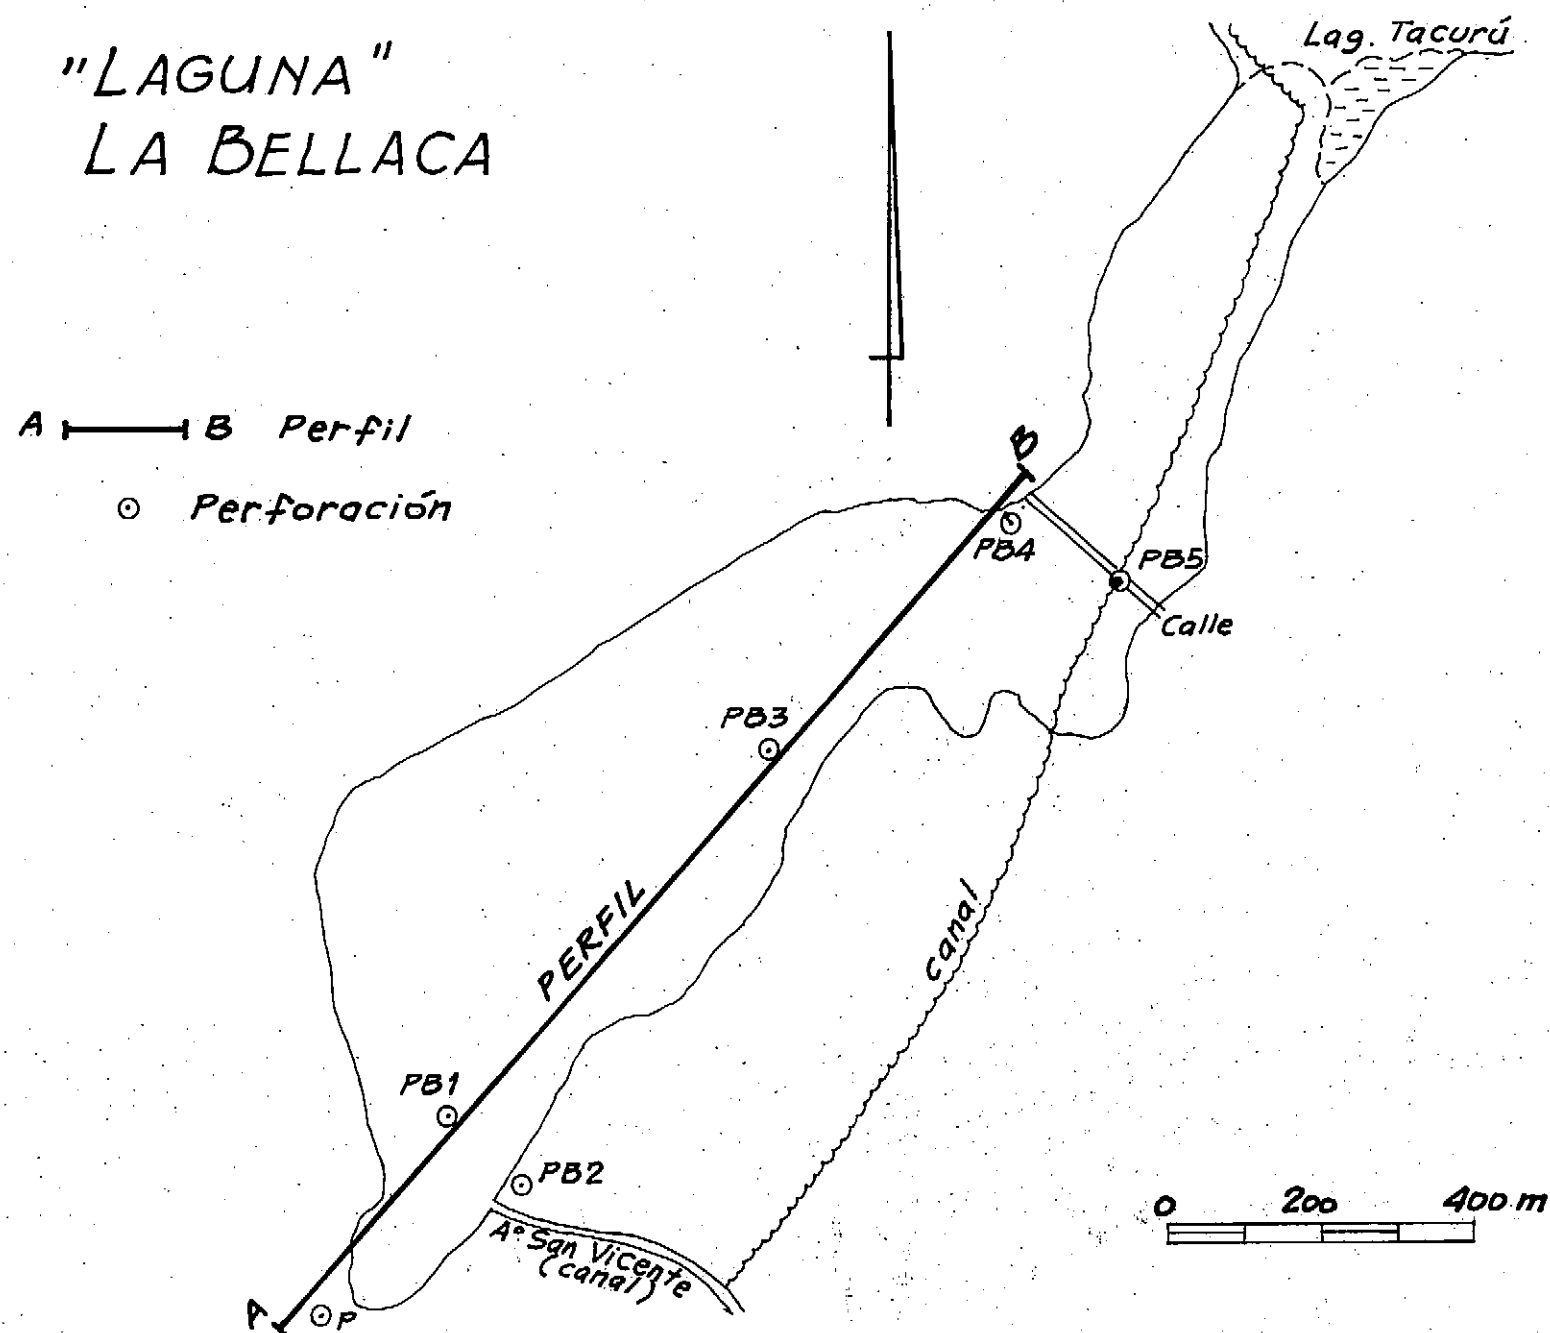 "LAGUNA"
LA BELLACA
Lag. Tacurú
A B Perfil
Perforación
B
PB4
PB5
Calle
PB3
PERFIL
canal
PB1
PB2
A° San Vicente
(canal)
A
P
0 200 400 m